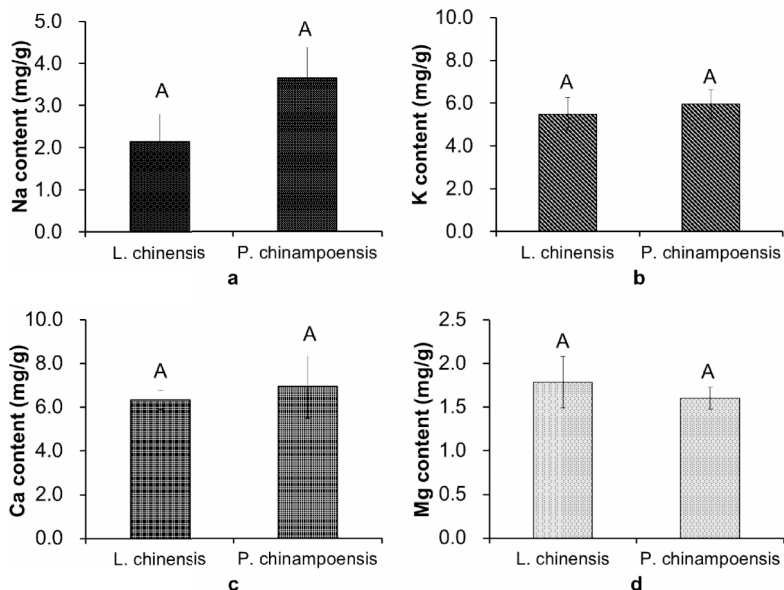 Na content (mg/g)
5.0
4.0
3.0
2.0
1.0
0.0
A
A
L. chinensis
P. chinampoensis
a
K content (mg/g)
10.0
8.0
6.0
4.0
2.0
0.0
A
A
L. chinensis
P. chinampoensis
b
Ca content (mg/g)
10.0
8.0
6.0
4.0
2.0
0.0
A
A
L. chinensis
P. chinampoensis
c
Mg content (mg/g)
2.5
2.0
1.5
1.0
0.5
0.0
A
A
L. chinensis
P. chinampoensis
d